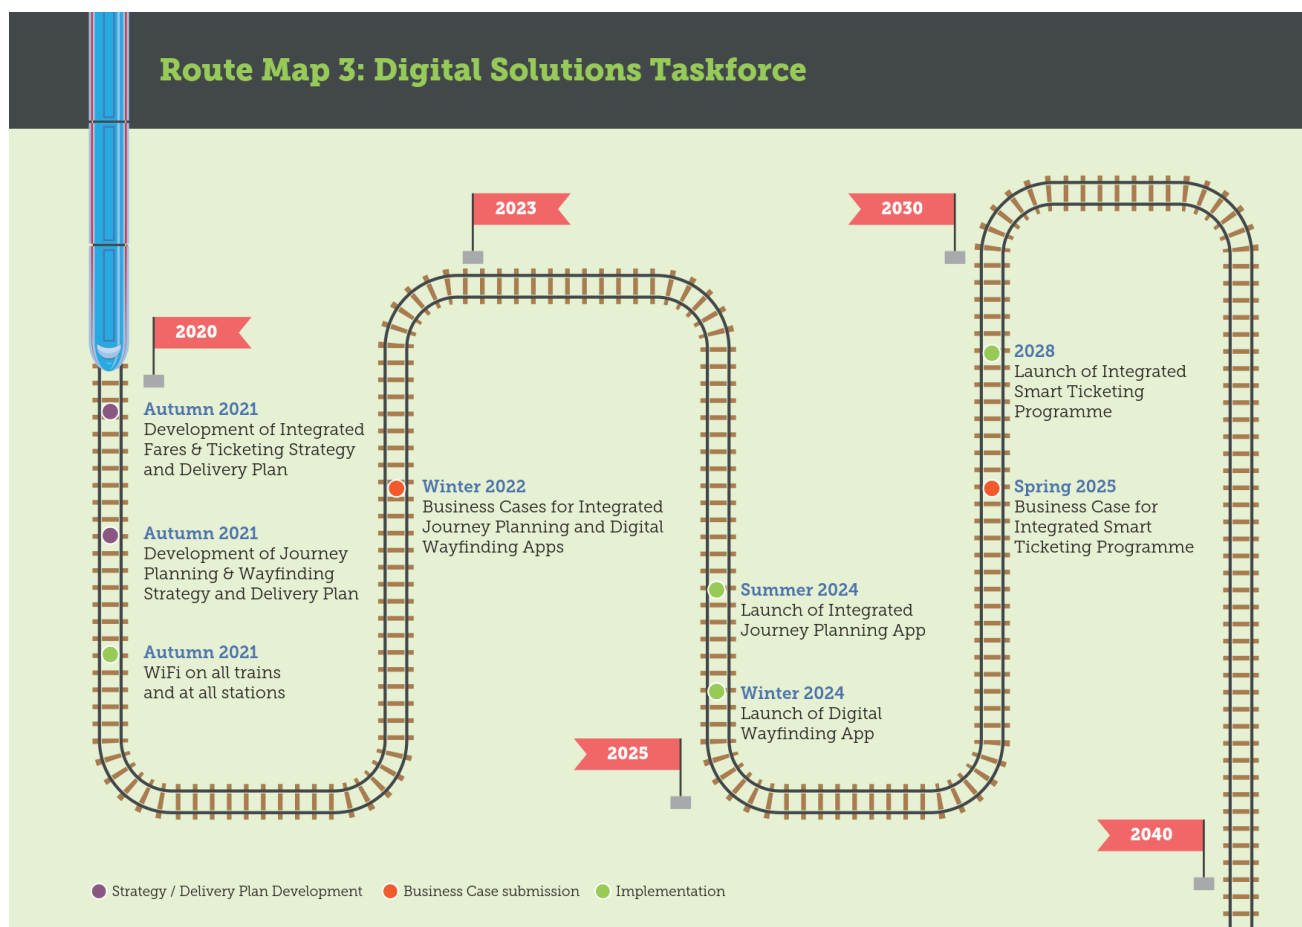 Route Map 3: Digital Solutions Taskforce
2020
Autumn 2021
Development of Integrated
Fares & Ticketing Strategy
and Delivery Plan
Autumn 2021
Development of Journey
Planning & Wayfinding
Strategy and Delivery Plan
Autumn 2021
WiFi on all trains
and at all stations
Winter 2022
Business Cases for Integrated
Journey Planning and Digital
Wayfinding Apps
2023
Summer 2024
Launch of Integrated
Journey Planning App
Winter 2024
Launch of Digital
Wayfinding App
2025
Spring 2025
Business Case for
Integrated Smart
Ticketing Programme
2028
Launch of Integrated
Smart Ticketing
Programme
2030
2040
Strategy / Delivery Plan Development
Business Case submission
Implementation